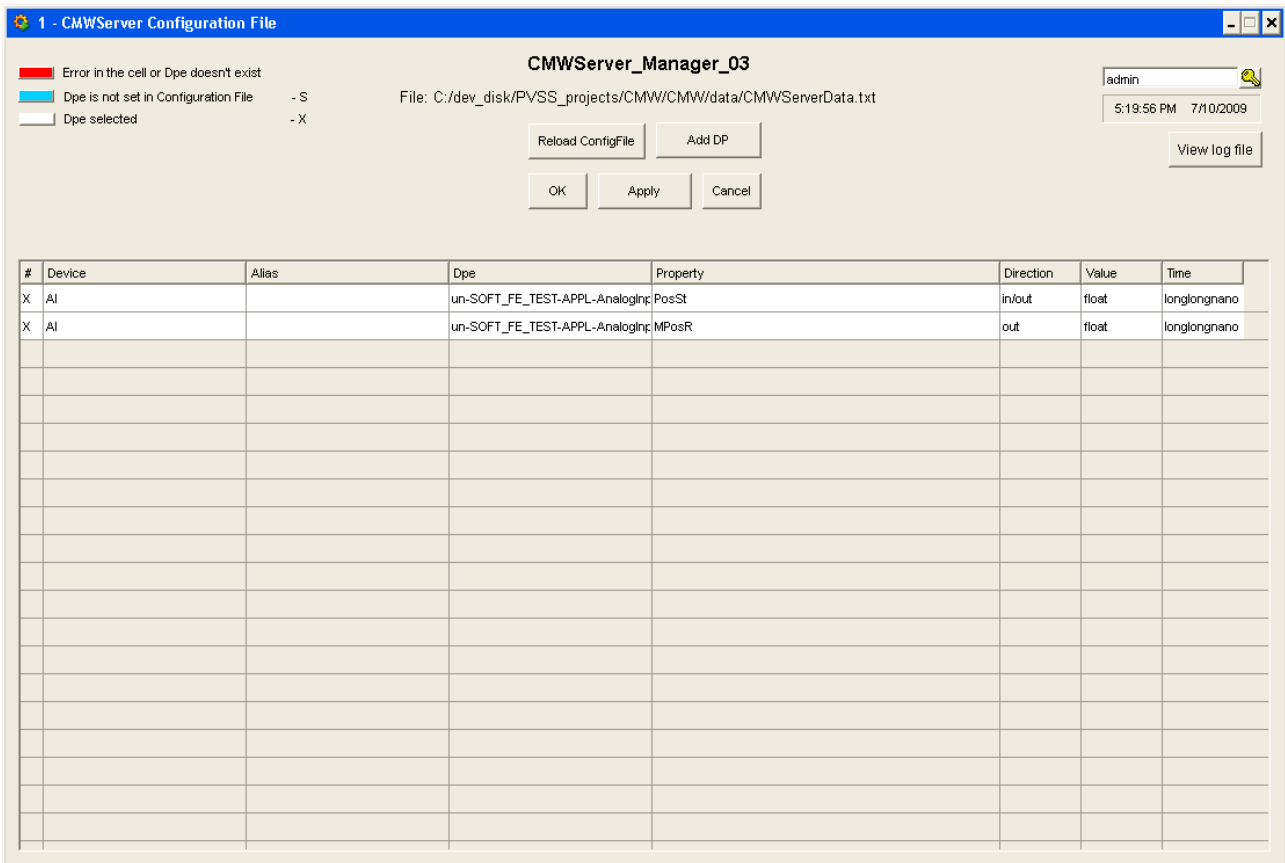 1 - CMWServer Configuration File
Error in the cell or Dpe doesn't exist
Dpe is not set in Configuration File - S
Dpe selected - X
CMWServer_Manager_03
File: C:/dev_disk/PVSS_projects/CMW/CMW/data/CMWServerData.txt
Reload ConfigFile Add DP
OK Apply Cancel
admin
5:19:56 PM 7/10/2009
View log file
# Device Alias Dpe Property Direction Value Time
X AI un-SOFT_FE_TEST-APPL-AnalogInp PosSt in/out float longlongnano
X AI un-SOFT_FE_TEST-APPL-AnalogInp MPosR out float longlongnano